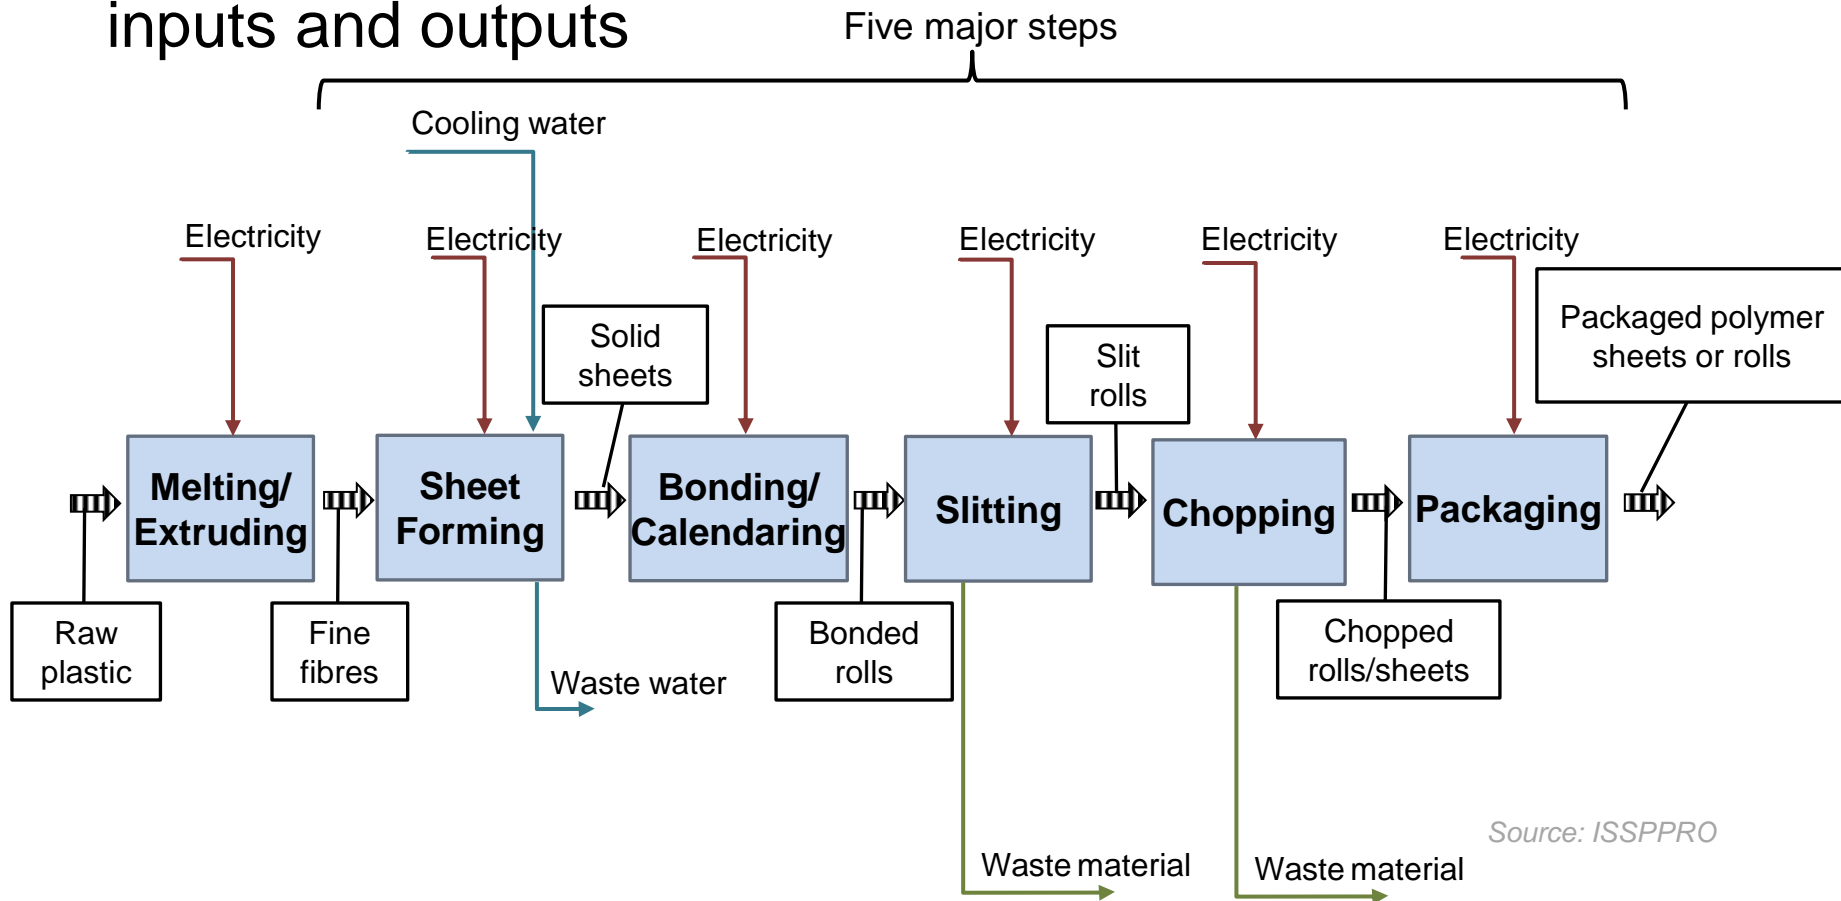 inputs and outputs
Five major steps
Cooling water
Electricity
Electricity
Electricity
Electricity
Electricity
Electricity
Solid
sheets
Slit
rolls
Packaged polymer
sheets or rolls
Melting/
Extruding
Sheet
Forming
Bonding/
Calendaring
Slitting
Chopping
Packaging
Raw
plastic
Fine
fibres
Waste water
Bonded
rolls
Chopped
rolls/sheets
Source: ISSPPRO
Waste material
Waste material